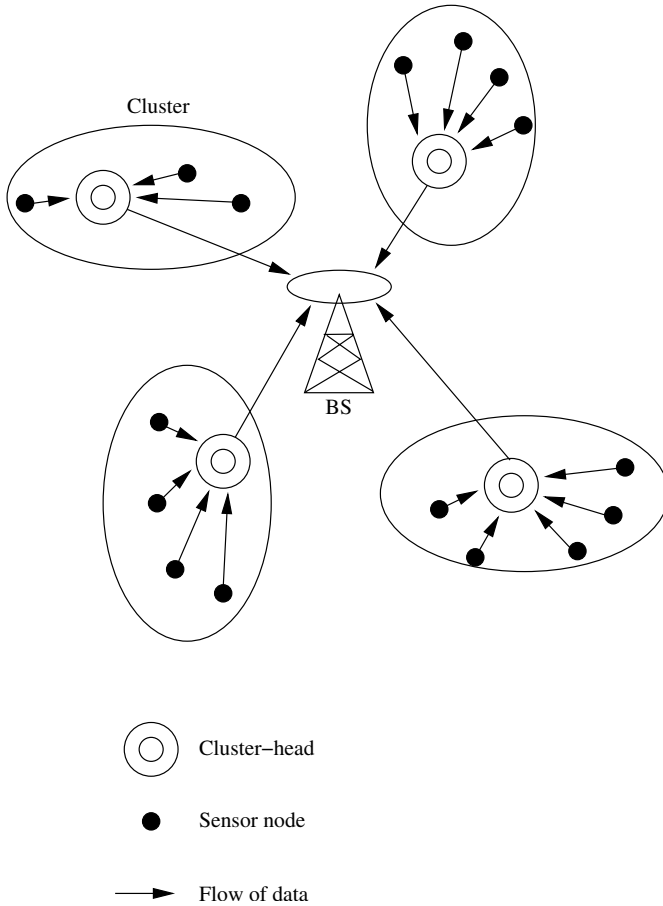 Cluster
BS
Cluster−head
Sensor node
Flow of data